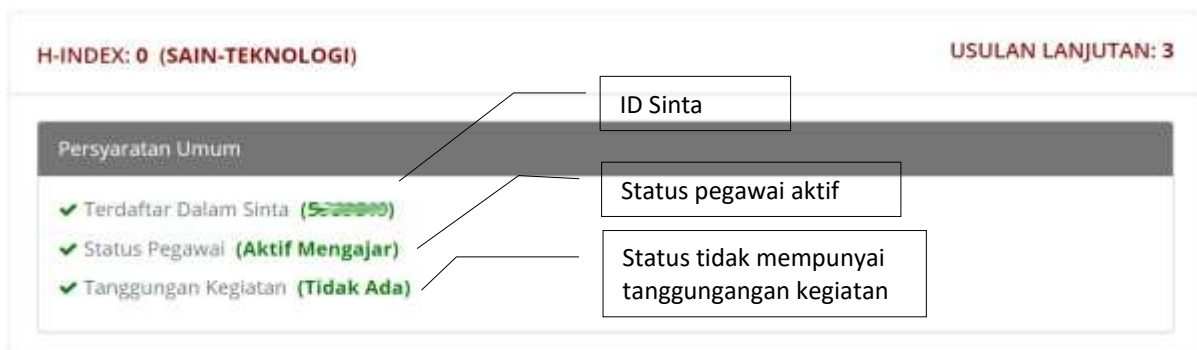 H-INDEX: 0 (SAIN-TEKNOLOGI)
USULAN LANJUTAN: 3
ID Sinta
Persyaratan Umum
Status pegawai aktif
Terdaftar Dalam Sinta
Status Pegawai (Aktif Mengajar)
Status tidak mempunyai
tanggungangan kegiatan
Tanggungan Kegiatan (Tidak Ada)